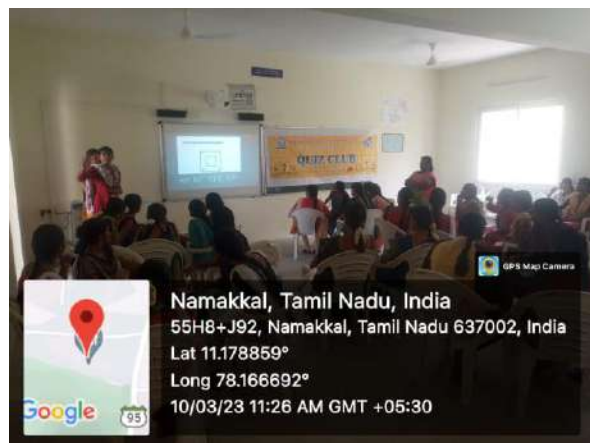 QUIZ CLUB
GPS Map Camera
Namakkal, Tamil Nadu, India
55H8+J92, Namakkal, Tamil Nadu 637002, India
Lat 11.178859°
Long 78.166692°
10/03/23 11:26 AM GMT +05:30
Google
95